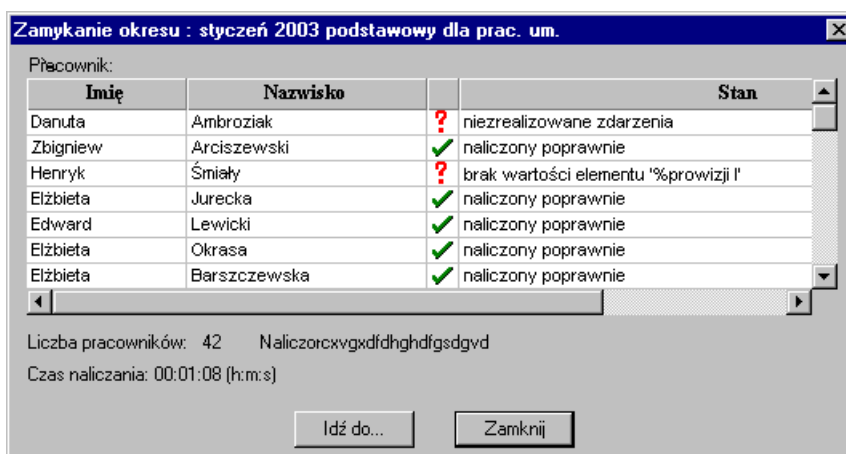 Zamykanie okresu : styczeń 2003 podstawowy dla prac. um.
Pracownik:
Imię Nazwisko Stan
Danuta Ambroziak ? niezrealizowane zdarzenia
Zbigniew Arciszewski ✓ naliczony poprawnie
Henryk Śmiały ? brak wartości elementu '%prowizji I'
Elżbieta Jurecka ✓ naliczony poprawnie
Edward Lewicki ✓ naliczony poprawnie
Elżbieta Okrasa ✓ naliczony poprawnie
Elżbieta Barszczewska ✓ naliczony poprawnie
Liczba pracowników: 42 Naliczorcxvgxdfdhghdfgsdgvd
Czas naliczania: 00:01:08 (h:m:s)
Idź do... Zamknij